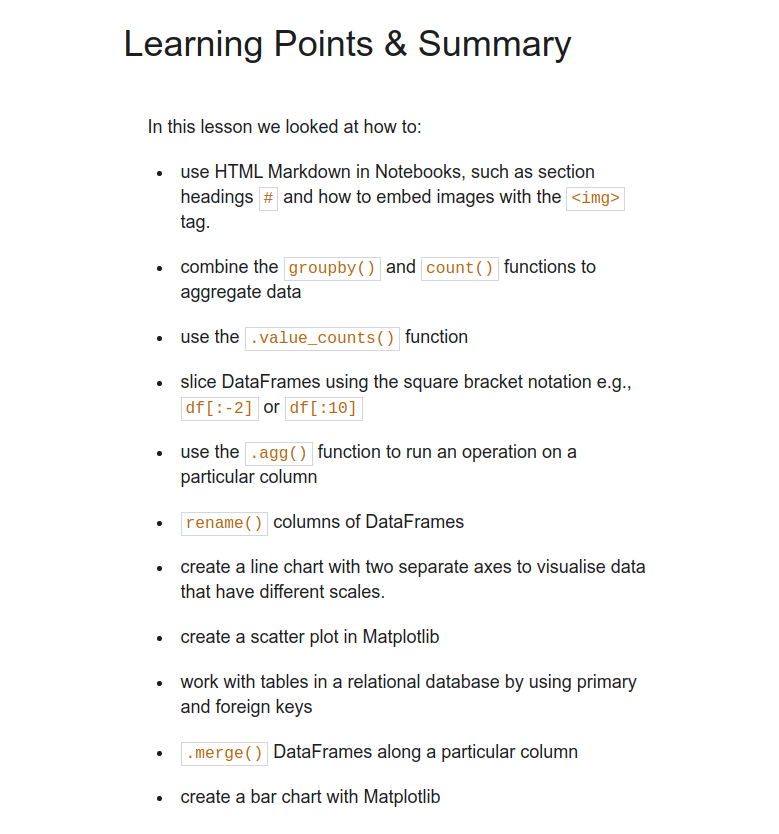 Learning Points & Summary
In this lesson we looked at how to:
• use HTML Markdown in Notebooks, such as section
headings # and how to embed images with the <img>
tag.
• combine the groupby() and count() functions to
aggregate data
• use the .value_counts() function
• slice DataFrames using the square bracket notation e.g.,
df[:-2] or df[:10]
• use the .agg() function to run an operation on a
particular column
• rename() columns of DataFrames
• create a line chart with two separate axes to visualise data
that have different scales.
• create a scatter plot in Matplotlib
• work with tables in a relational database by using primary
and foreign keys
• .merge() DataFrames along a particular column
• create a bar chart with Matplotlib